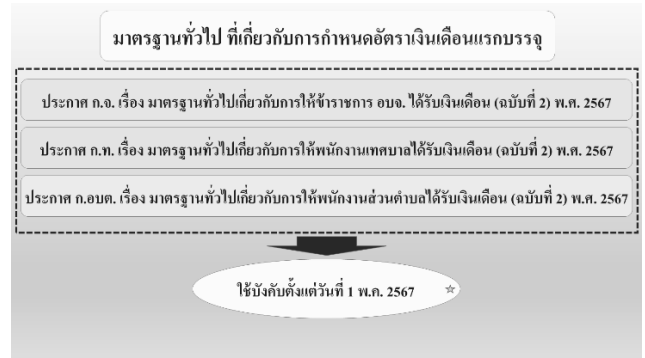 มาตรฐานทั่วไป ที่เกี่ยวกับการกำหนดอัตราเงินเดือนแรกบรรจุ
ประกาศ ก.จ. เรื่อง มาตรฐานทั่วไปเกี่ยวกับการให้ข้าราชการ อบจ. ได้รับเงินเดือน (ฉบับที่ 2) พ.ศ. 2567
ประกาศ ก.ท. เรื่อง มาตรฐานทั่วไปเกี่ยวกับการให้พนักงานเทศบาลได้รับเงินเดือน (ฉบับที่ 2) พ.ศ. 2567
ประกาศ ก.อบต. เรื่อง มาตรฐานทั่วไปเกี่ยวกับการให้พนักงานส่วนตำบลได้รับเงินเดือน (ฉบับที่ 2) พ.ศ. 2567
ใช้บังคับตั้งแต่วันที่ 1 พ.ค. 2567